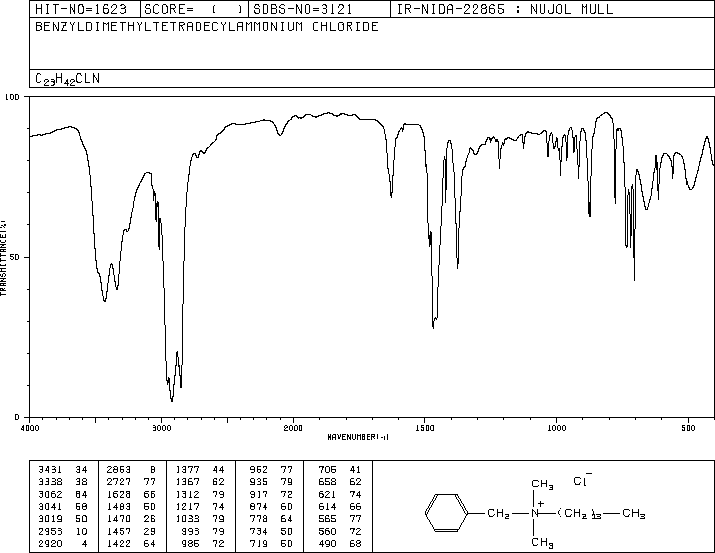 HIT-NO=1623 SCORE= ( ) SDBS-NO=3121 IR-NIDA-22865 : NUJOL MULL
BENZYLDIMETHYLTETRADECYLAMMONIUM CHLORIDE
C23H42CLN
100
50
0
TRANSMITTANCE(%)
4000 3000 2000 1500 1000 500
WAVENUMBER(-1)
3431 34 2853 8 1377 44 962 77 705 41
3338 38 2727 77 1367 62 935 79 658 62
3062 64 1628 66 1312 79 917 72 621 74
3041 60 1483 50 1217 74 874 60 614 66
3019 50 1470 26 1033 79 778 64 565 77
2953 10 1457 29 993 79 734 50 560 72
2920 4 1422 64 985 72 719 50 490 68
CH3 Cl−
CH2 N+ (CH2)13 CH3
CH3